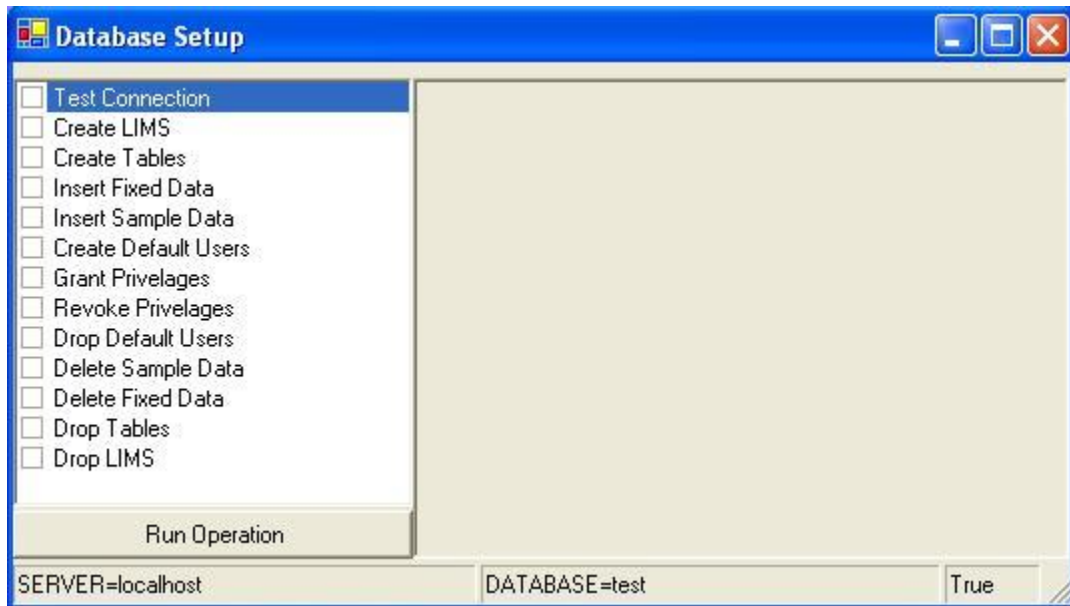 Database Setup
Test Connection
Create LIMS
Create Tables
Insert Fixed Data
Insert Sample Data
Create Default Users
Grant Privelages
Revoke Privelages
Drop Default Users
Delete Sample Data
Delete Fixed Data
Drop Tables
Drop LIMS
Run Operation
SERVER=localhost DATABASE=test True